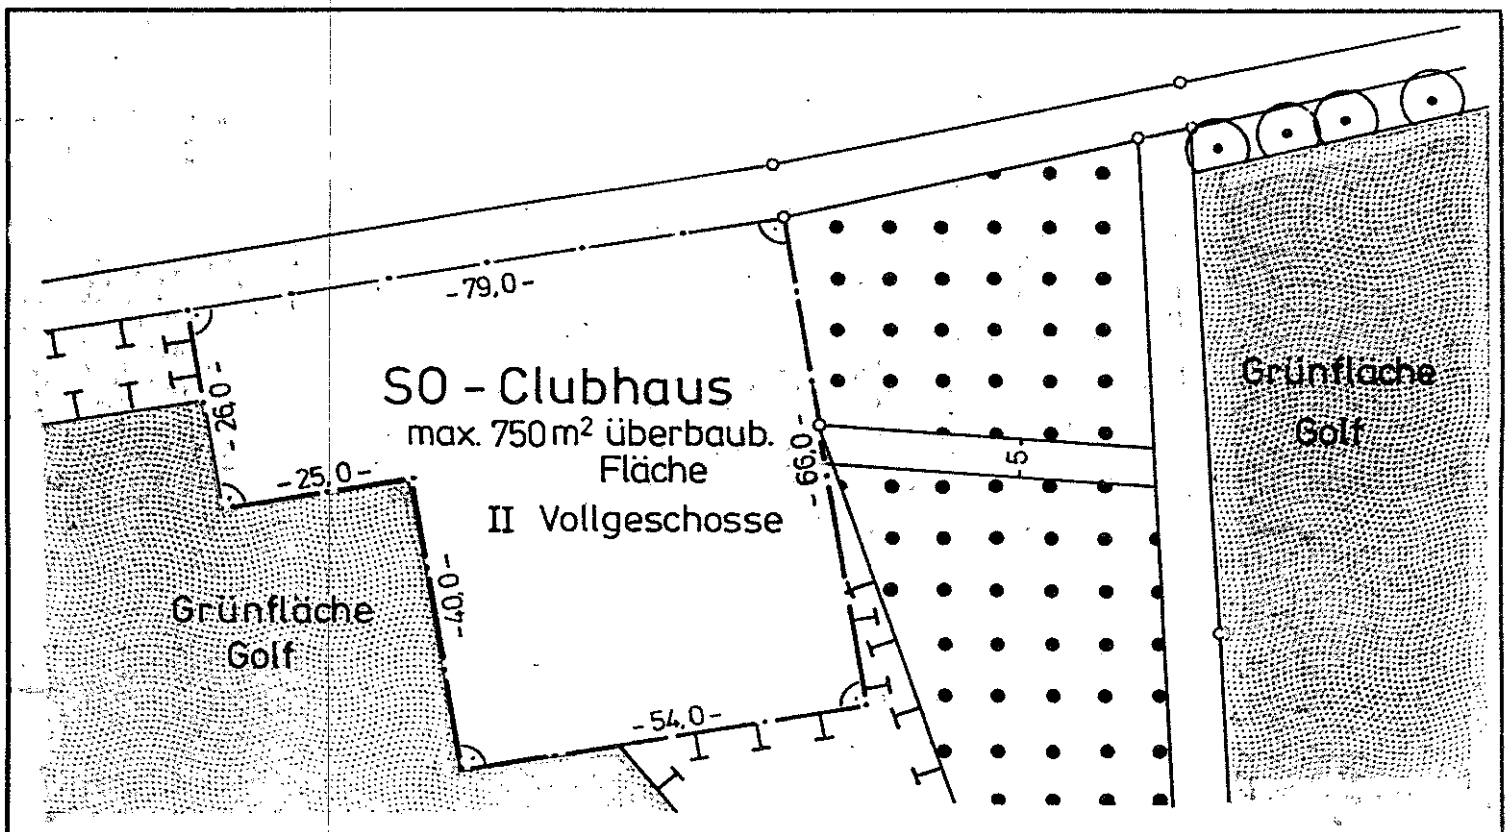 -79,0-
-26,0-
SO - Clubhaus
max. 750 m² überbaub.
Fläche
II Vollgeschosse
-25,0-
-66,0-
-5-
-40,0-
-54,0-
Grünfläche
Golf
Grünfläche
Golf